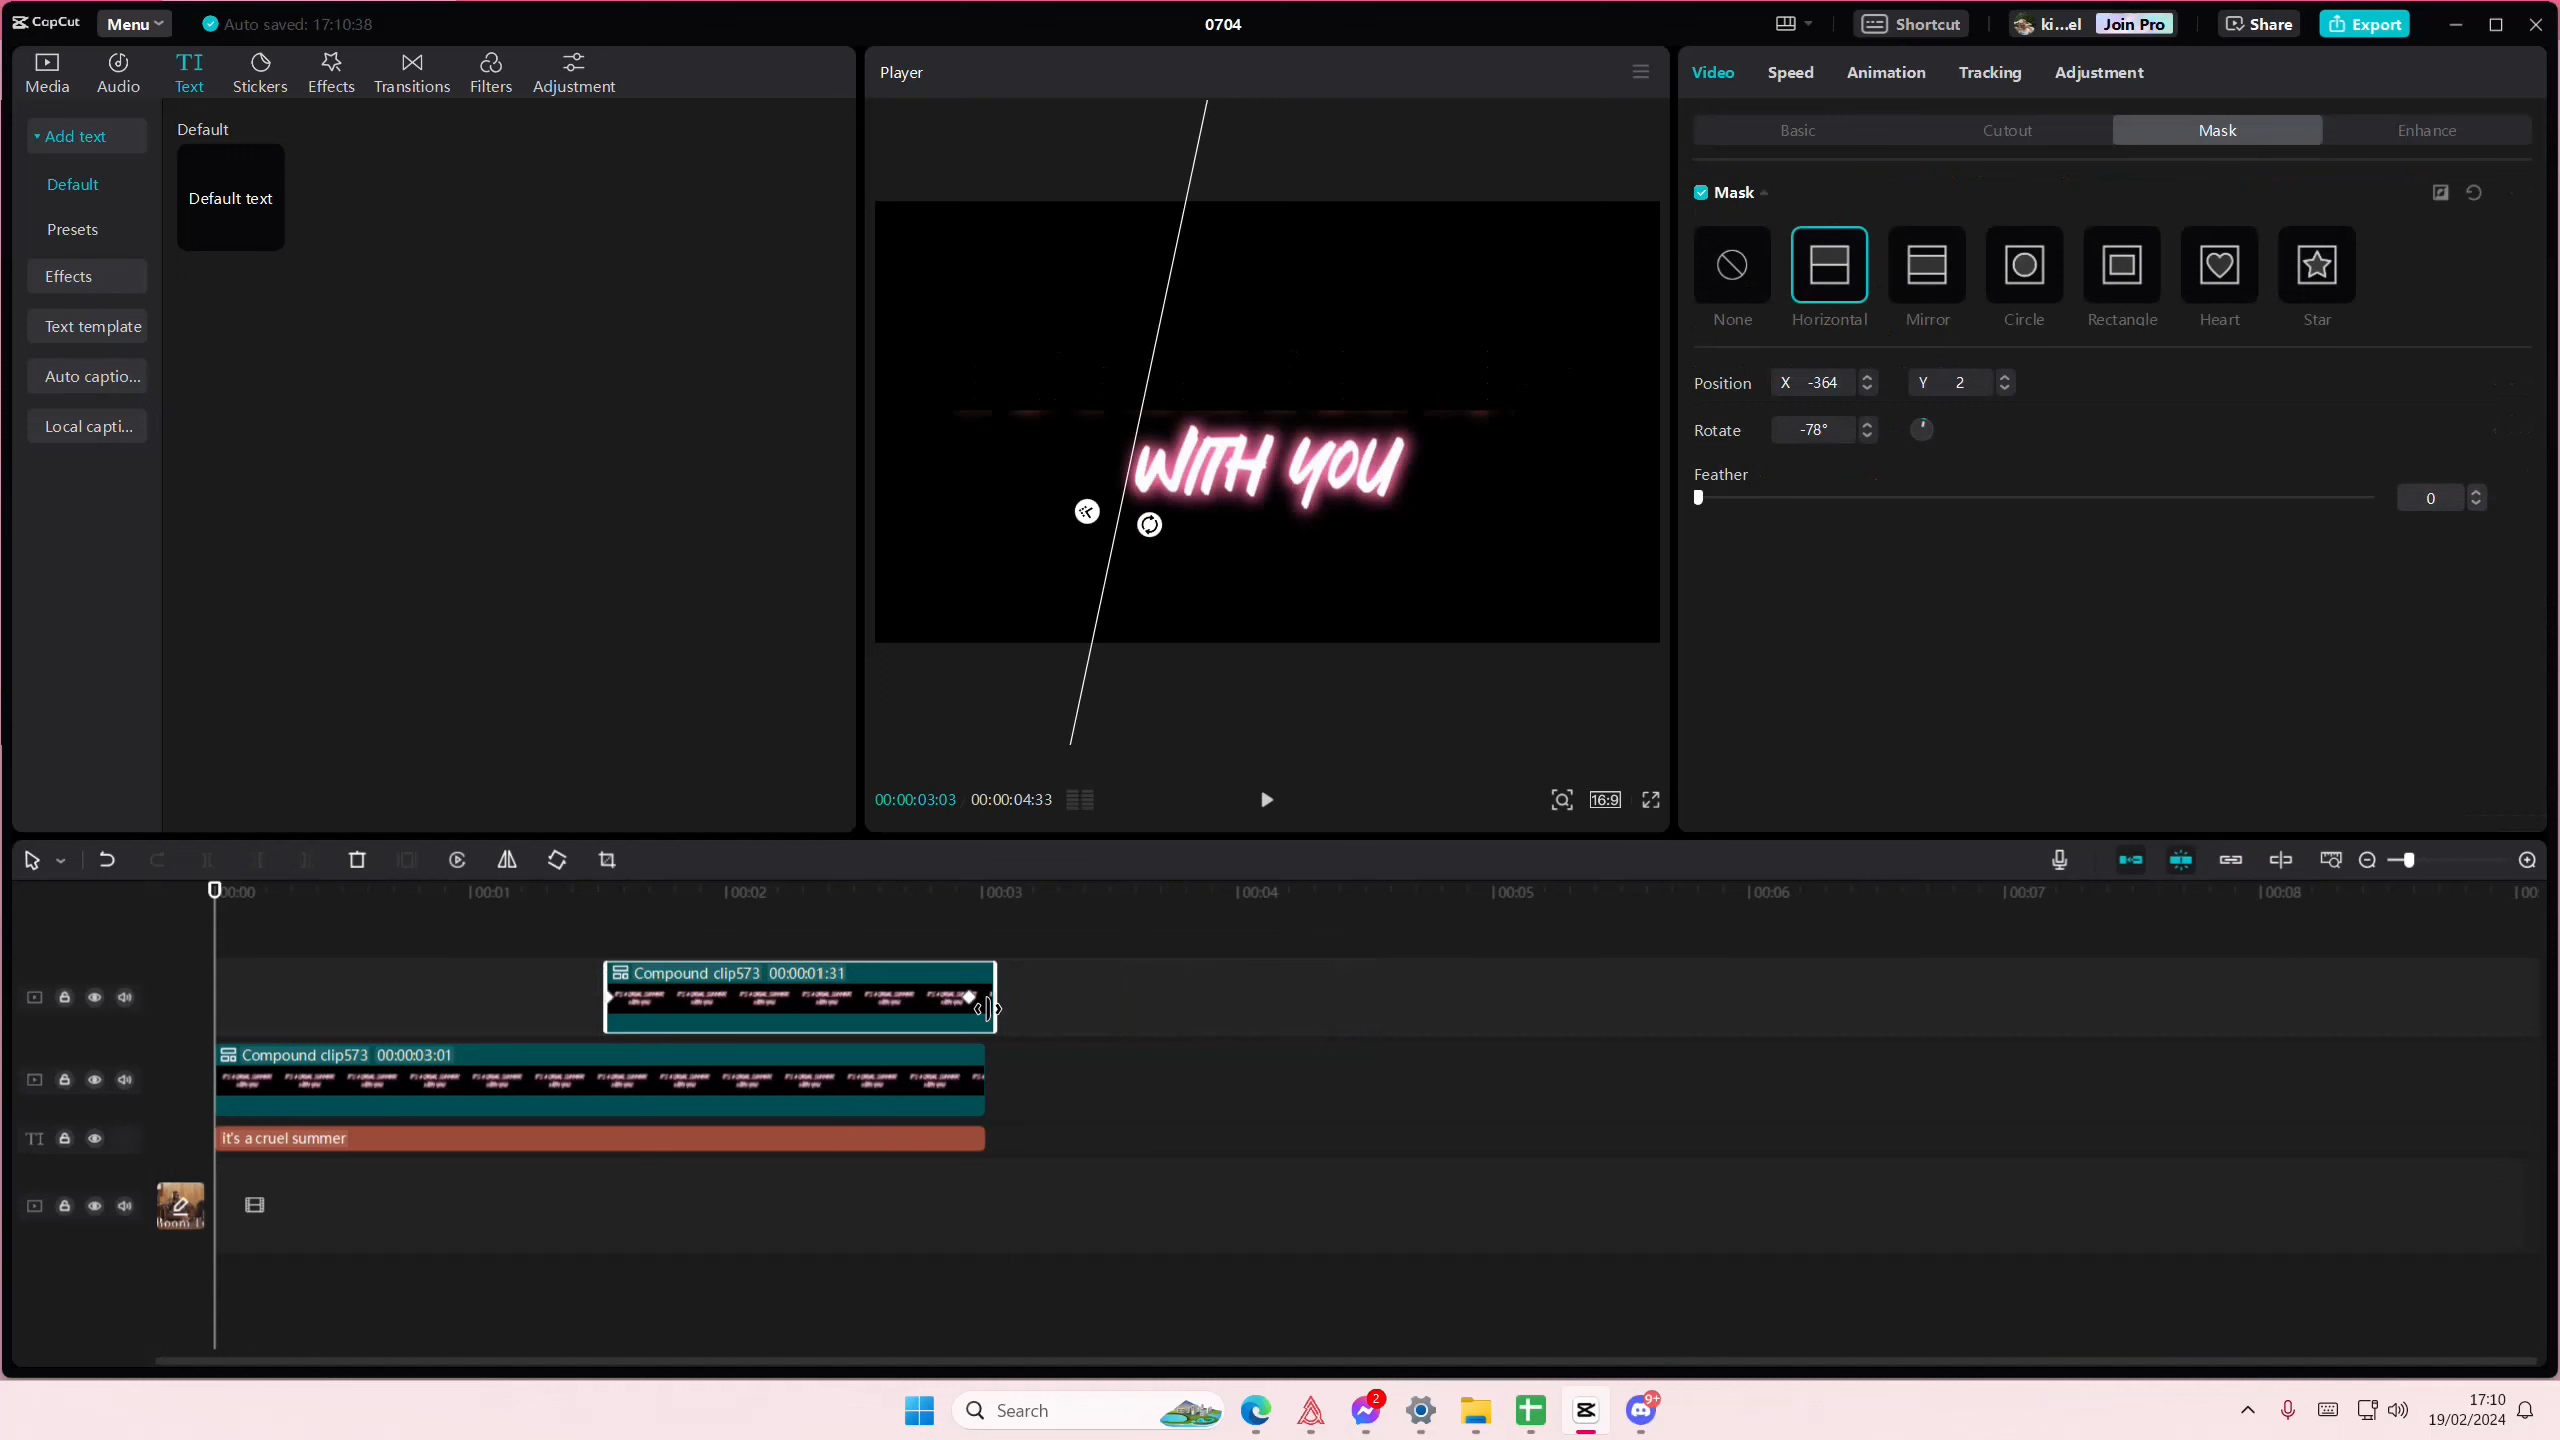 CapCut
Menu
Auto saved: 17:10:38
0704
Shortcut
ki...el
Join Pro
Share
Export
Media
Audio
TI
Text
Stickers
Effects
Transitions
Filters
Adjustment
Player
Video
Speed
Animation
Tracking
Adjustment
Add text
Default
Presets
Effects
Text template
Auto captio...
Local capti...
Default
Default text
Basic
Cutout
Mask
Enhance
Mask
None
Horizontal
Mirror
Circle
Rectangle
Heart
Star
Position
X -364
Y 2
Rotate
-78°
Feather
0
WITH YOU
00:00:03:03
00:00:04:33
16:9
00:00
00:01
00:02
00:03
00:04
00:05
00:06
00:07
00:08
Compound clip573 00:00:01:31
Compound clip573 00:00:03:01
TI
it's a cruel summer
Search
2
9+
17:10
19/02/2024